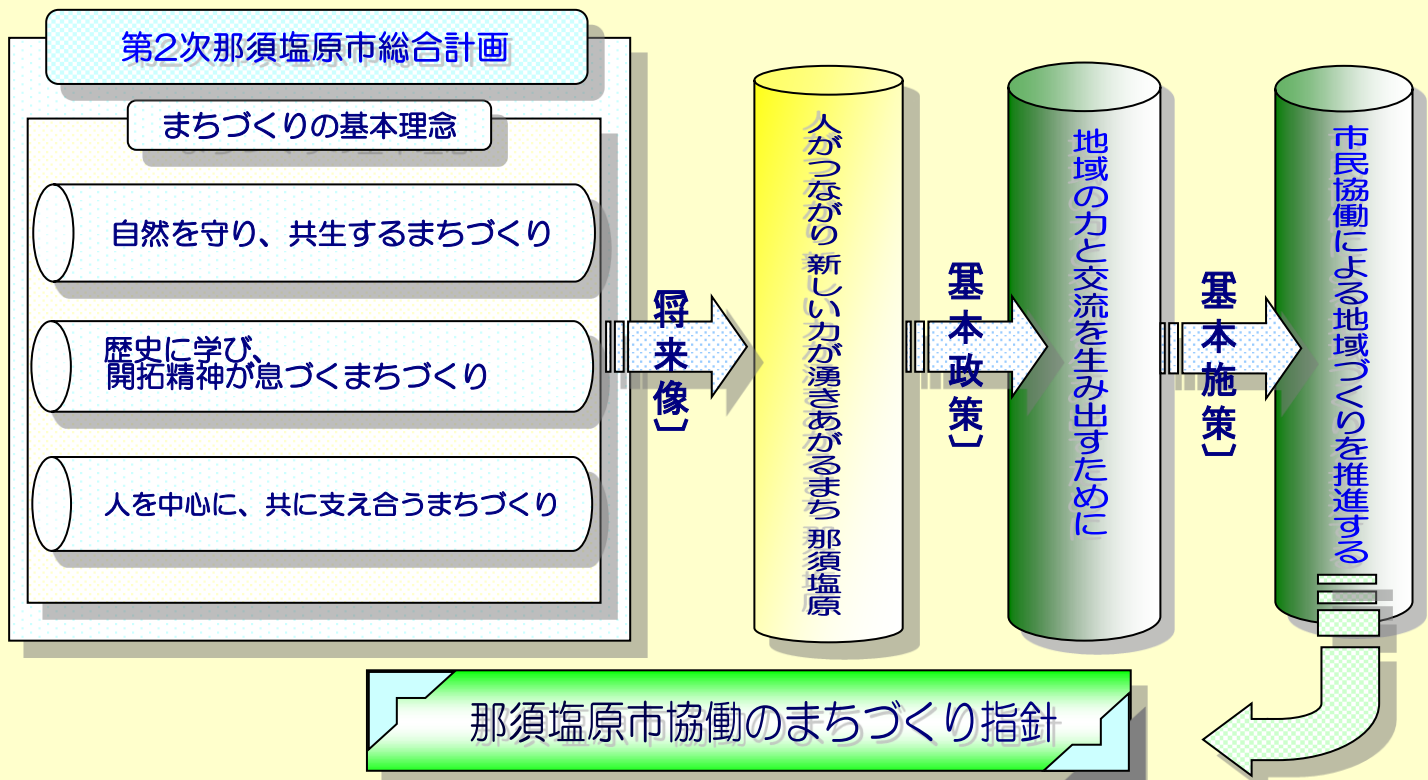 第2次那須塩原市総合計画
まちづくりの基本理念
自然を守り、共生するまちづくり
歴史に学び、
開拓精神が息づくまちづくり
人を中心に、共に支え合うまちづくり
〔将来像〕
人がつながり 新しい力が湧きあがるまち 那須塩原
〔基本政策〕
地域の力と交流を生み出すために
〔基本施策〕
市民協働による地域づくりを推進する
那須塩原市協働のまちづくり指針